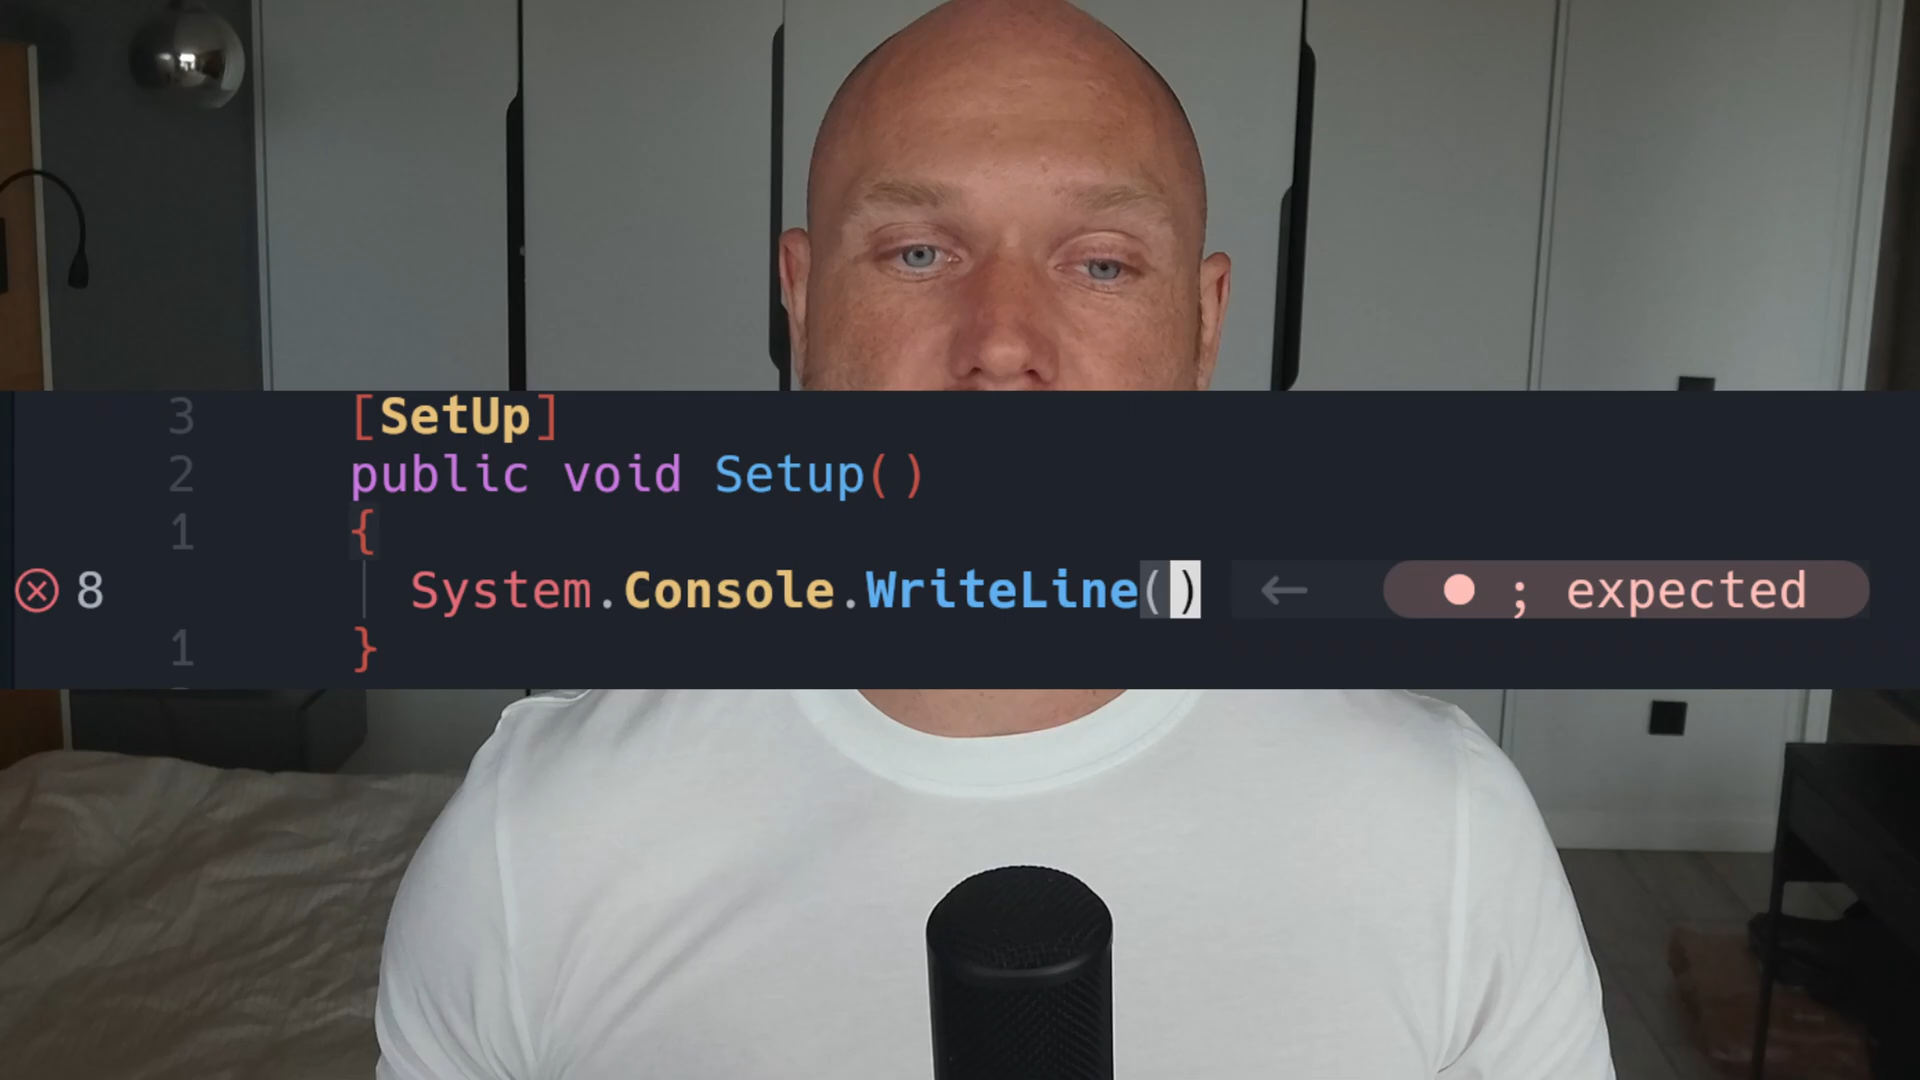 3 [SetUp]
2 public void Setup()
1 {
8 System.Console.WriteLine() ← ● ; expected
1 }